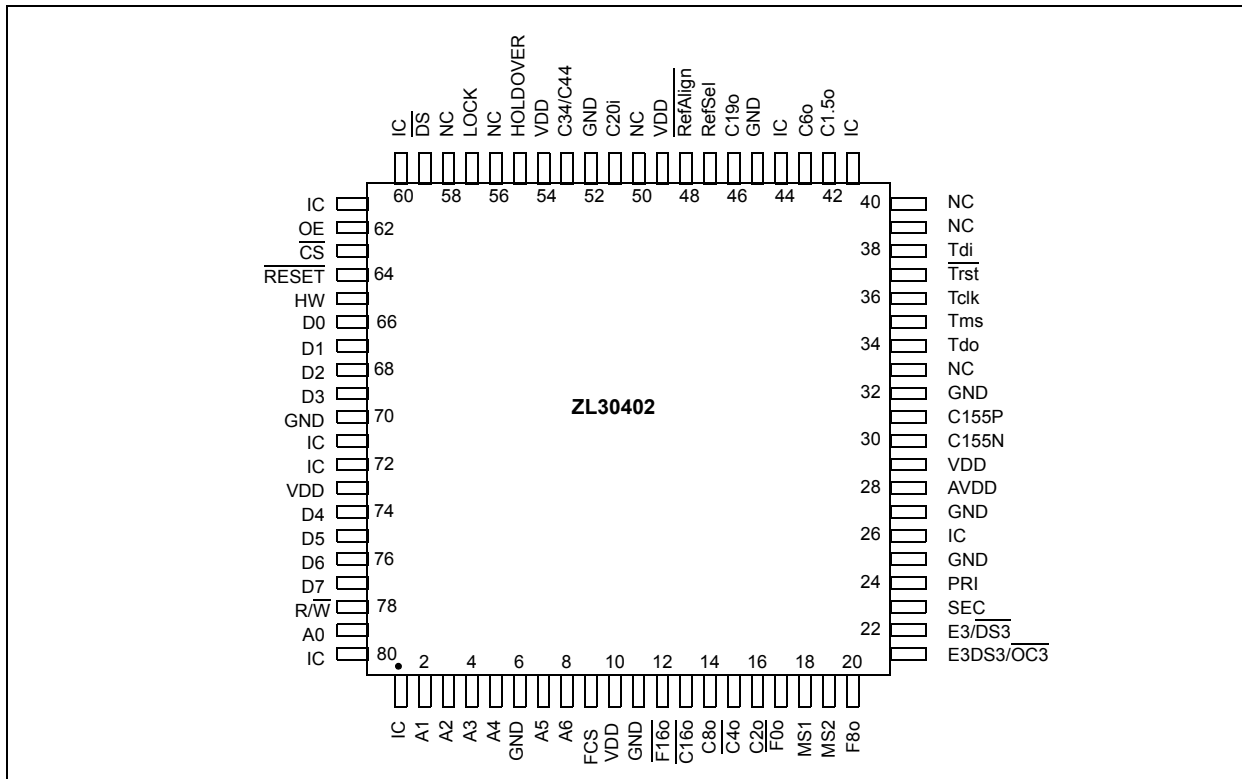 IC
DS
NC
LOCK
NC
HOLDOVER
VDD
C34/C44
GND
C20i
NC
VDD
RefAlign
RefSel
C19o
GND
IC
C6o
C1.5o
IC
60 58 56 54 52 50 48 46 44 42
IC
OE 62
CS
RESET 64
HW
D0 66
D1
D2 68
D3
GND 70
IC
IC 72
VDD
D4 74
D5
D6 76
D7
R/W 78
A0
IC 80
ZL30402
40 NC
NC
38 Tdi
Trst
36 Tclk
Tms
34 Tdo
NC
32 GND
C155P
30 C155N
VDD
28 AVDD
GND
26 IC
GND
24 PRI
SEC
22 E3/DS3
E3DS3/OC3
2 4 6 8 10 12 14 16 18 20
IC
A1
A2
A3
A4
GND
A5
A6
FCS
VDD
GND
F16o
C16o
C8o
C4o
C2o
F0o
MS1
MS2
F8o